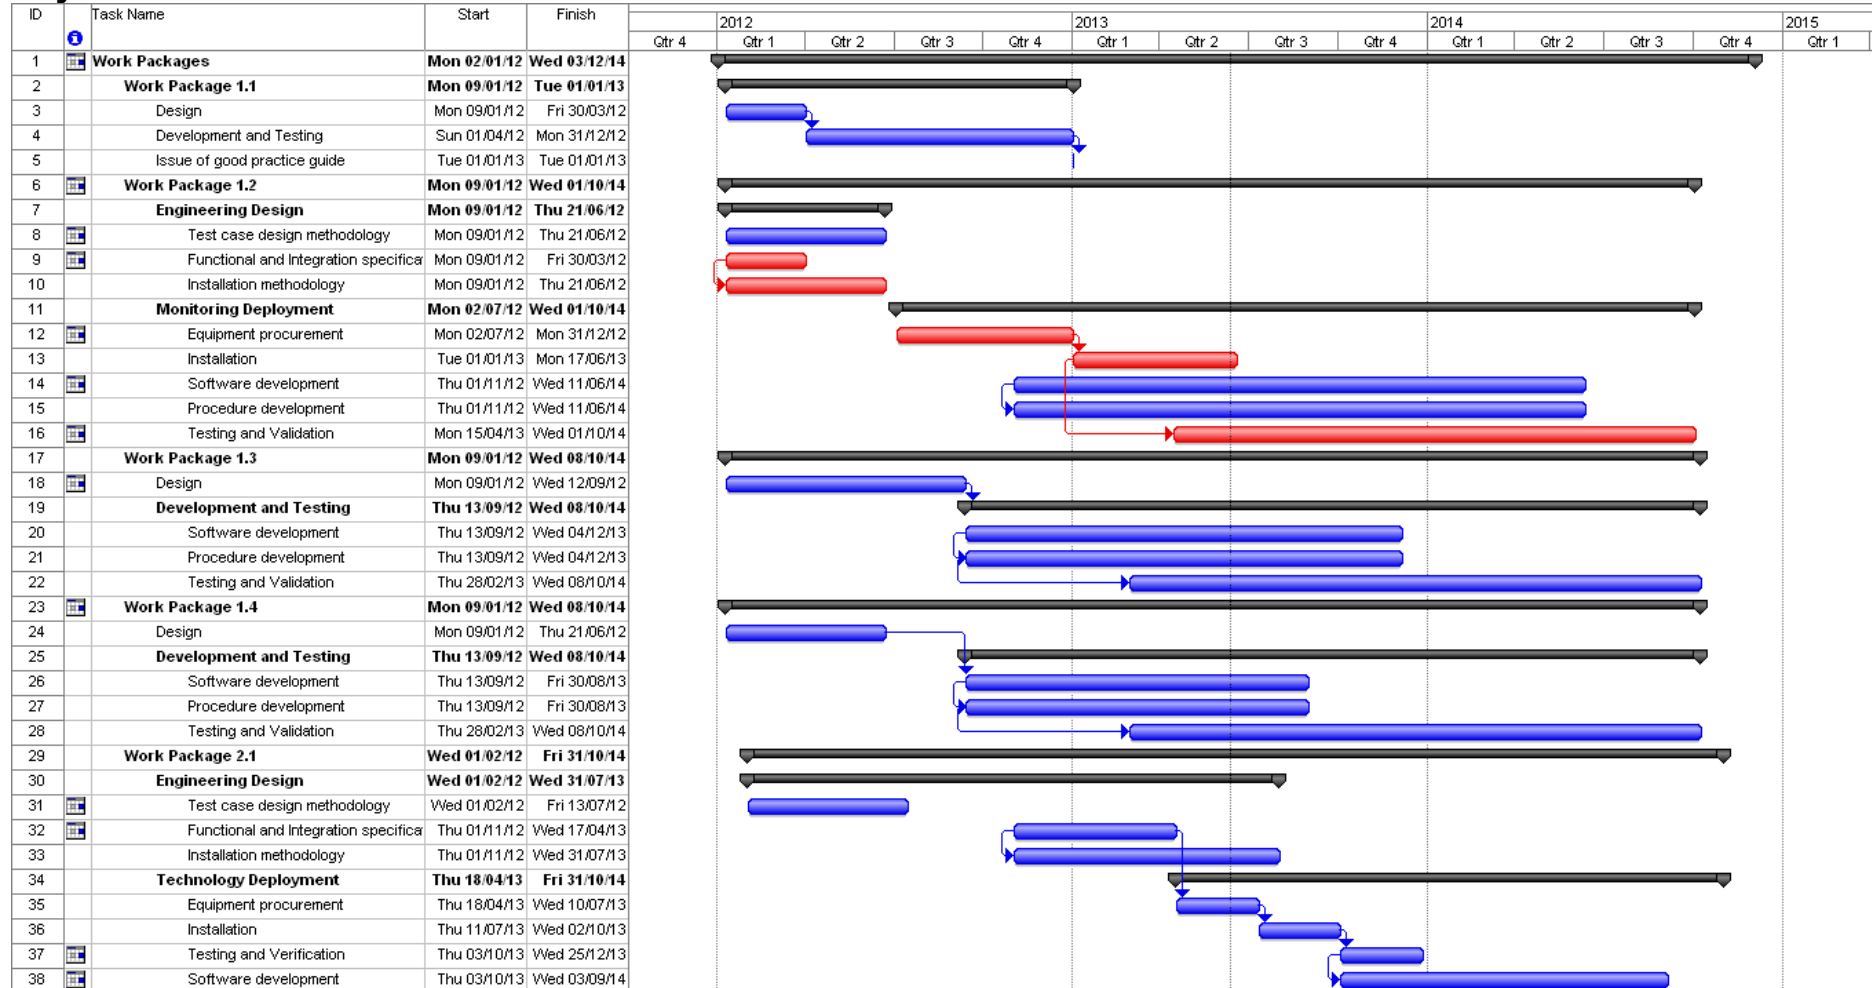 ID Task Name Start Finish
2012 2013 2014 2015
Qtr 4 Qtr 1 Qtr 2 Qtr 3 Qtr 4 Qtr 1 Qtr 2 Qtr 3 Qtr 4 Qtr 1 Qtr 2 Qtr 3 Qtr 4 Qtr 1
1 Work Packages Mon 02/01/12 Wed 03/12/14
2 Work Package 1.1 Mon 09/01/12 Tue 01/01/13
3 Design Mon 09/01/12 Fri 30/03/12
4 Development and Testing Sun 01/04/12 Mon 31/12/12
5 Issue of good practice guide Tue 01/01/13 Tue 01/01/13
6 Work Package 1.2 Mon 09/01/12 Wed 01/10/14
7 Engineering Design Mon 09/01/12 Thu 21/06/12
8 Test case design methodology Mon 09/01/12 Thu 21/06/12
9 Functional and Integration specifica Mon 09/01/12 Fri 30/03/12
10 Installation methodology Mon 09/01/12 Thu 21/06/12
11 Monitoring Deployment Mon 02/07/12 Wed 01/10/14
12 Equipment procurement Mon 02/07/12 Mon 31/12/12
13 Installation Tue 01/01/13 Mon 17/06/13
14 Software development Thu 01/11/12 Wed 11/06/14
15 Procedure development Thu 01/11/12 Wed 11/06/14
16 Testing and Validation Mon 15/04/13 Wed 01/10/14
17 Work Package 1.3 Mon 09/01/12 Wed 08/10/14
18 Design Mon 09/01/12 Wed 12/09/12
19 Development and Testing Thu 13/09/12 Wed 08/10/14
20 Software development Thu 13/09/12 Wed 04/12/13
21 Procedure development Thu 13/09/12 Wed 04/12/13
22 Testing and Validation Thu 28/02/13 Wed 08/10/14
23 Work Package 1.4 Mon 09/01/12 Wed 08/10/14
24 Design Mon 09/01/12 Thu 21/06/12
25 Development and Testing Thu 13/09/12 Wed 08/10/14
26 Software development Thu 13/09/12 Fri 30/08/13
27 Procedure development Thu 13/09/12 Fri 30/08/13
28 Testing and Validation Thu 28/02/13 Wed 08/10/14
29 Work Package 2.1 Wed 01/02/12 Fri 31/10/14
30 Engineering Design Wed 01/02/12 Wed 31/07/13
31 Test case design methodology Wed 01/02/12 Fri 13/07/12
32 Functional and Integration specifica Thu 01/11/12 Wed 17/04/13
33 Installation methodology Thu 01/11/12 Wed 31/07/13
34 Technology Deployment Thu 18/04/13 Fri 31/10/14
35 Equipment procurement Thu 18/04/13 Wed 10/07/13
36 Installation Thu 11/07/13 Wed 02/10/13
37 Testing and Verification Thu 03/10/13 Wed 25/12/13
38 Software development Thu 03/10/13 Wed 03/09/14